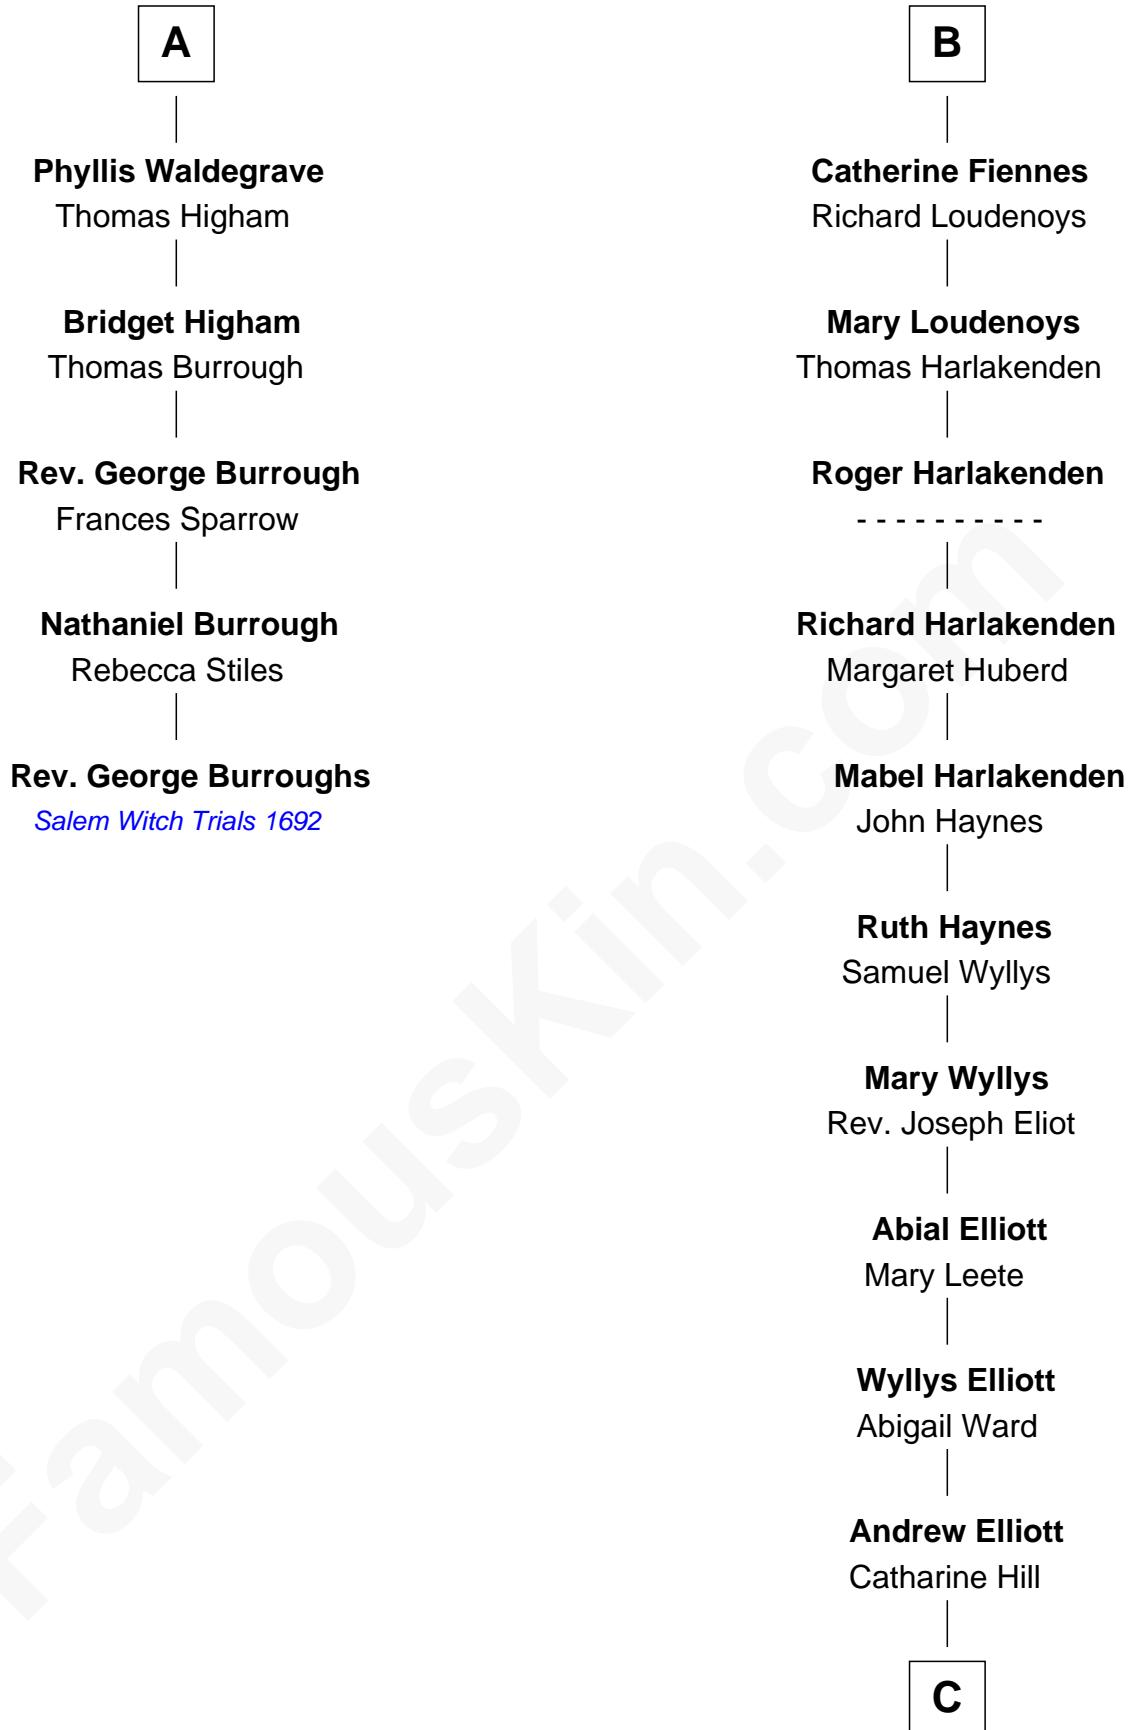 A
Phyllis Waldegrave
Thomas Higham
Bridget Higham
Thomas Burrough
Rev. George Burrough
Frances Sparrow
Nathaniel Burrough
Rebecca Stiles
Rev. George Burroughs
Salem Witch Trials 1692
B
Catherine Fiennes
Richard Loudenoys
Mary Loudenoys
Thomas Harlakenden
Roger Harlakenden
- - - - - - - - - -
Richard Harlakenden
Margaret Huberd
Mabel Harlakenden
John Haynes
Ruth Haynes
Samuel Wyllys
Mary Wyllys
Rev. Joseph Eliot
Abial Elliott
Mary Leete
Wyllys Elliott
Abigail Ward
Andrew Elliott
Catharine Hill
C
FamousKin.com